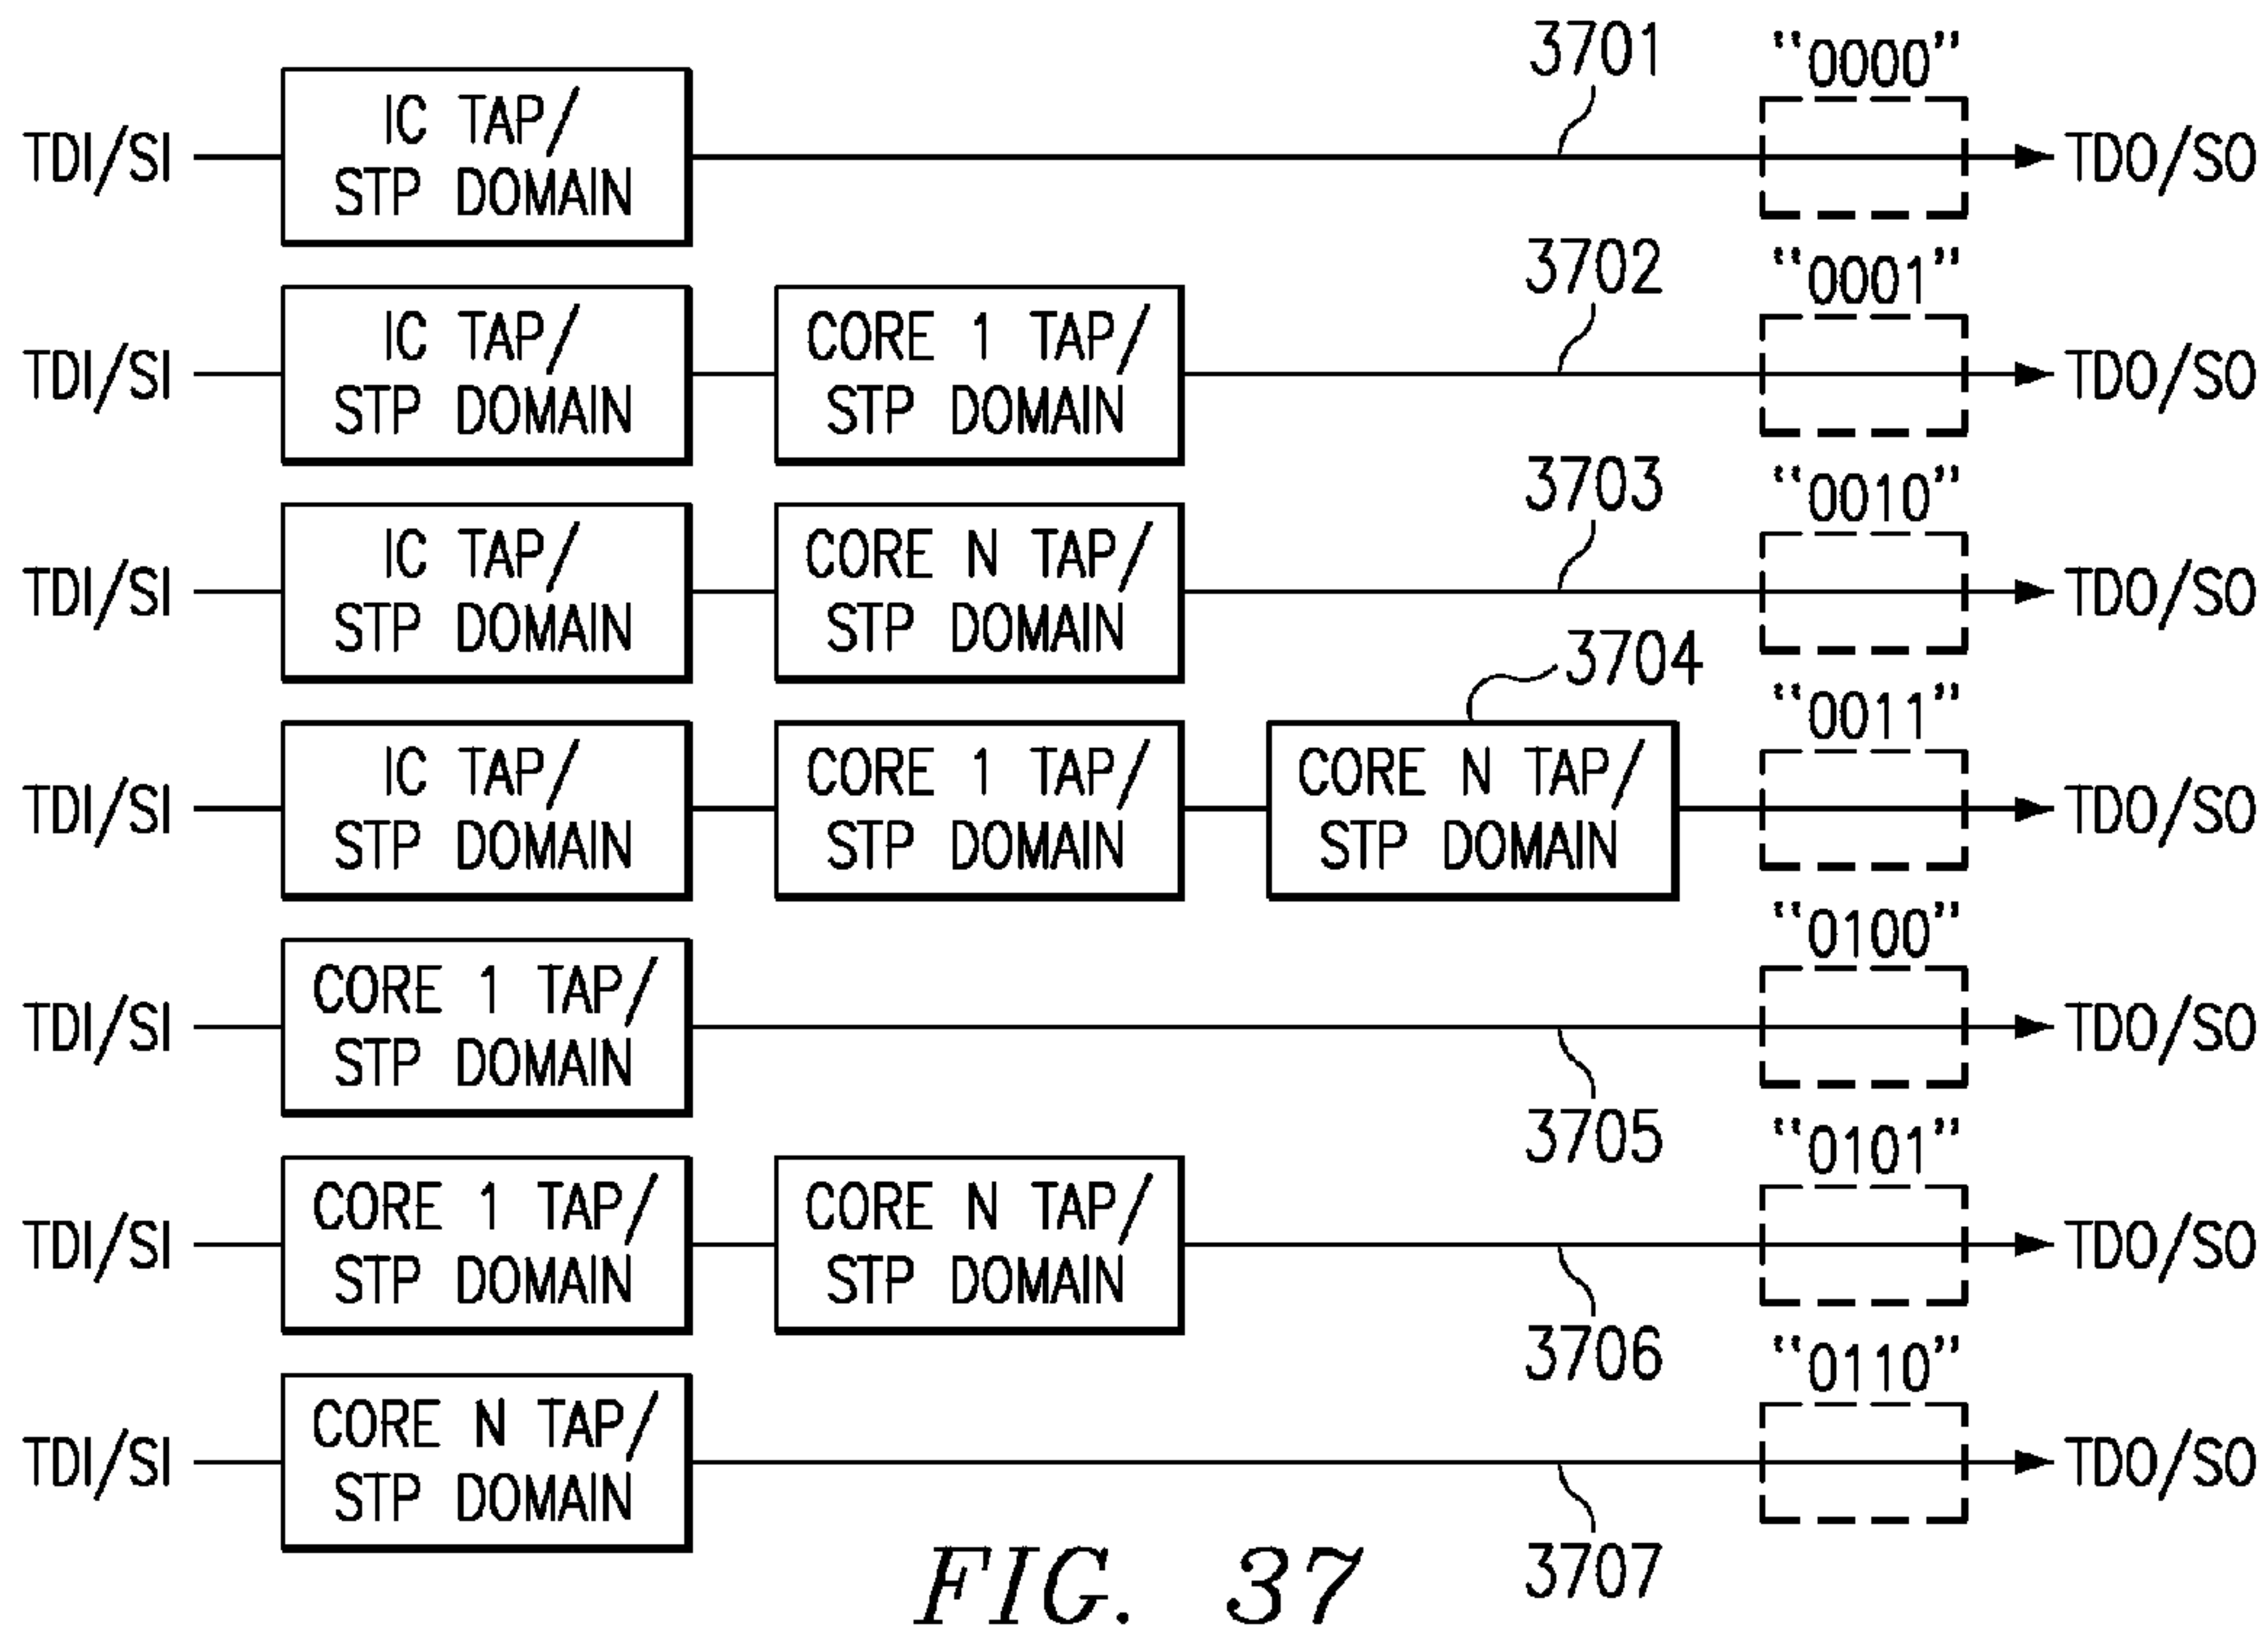 3701 "0000"
TDI/SI IC TAP/ STP DOMAIN TDO/SO
3702 "0001"
TDI/SI IC TAP/ STP DOMAIN CORE 1 TAP/ STP DOMAIN TDO/SO
3703 "0010"
TDI/SI IC TAP/ STP DOMAIN CORE N TAP/ STP DOMAIN TDO/SO
3704 "0011"
TDI/SI IC TAP/ STP DOMAIN CORE 1 TAP/ STP DOMAIN CORE N TAP/ STP DOMAIN TDO/SO
"0100"
TDI/SI CORE 1 TAP/ STP DOMAIN TDO/SO
3705 "0101"
TDI/SI CORE 1 TAP/ STP DOMAIN CORE N TAP/ STP DOMAIN TDO/SO
3706 "0110"
TDI/SI CORE N TAP/ STP DOMAIN TDO/SO
3707
FIG. 37